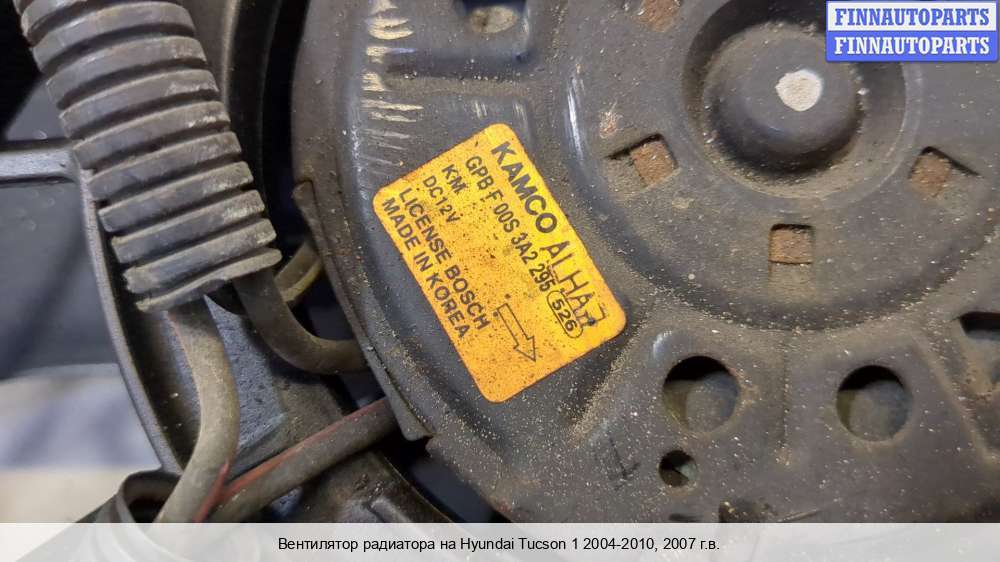 FINNAUTOPARTS
FINNAUTOPARTS
KAMCO
GPB F 00S 3A2 295 526
KM
DC12V
LICENSE BOSCH
MADE IN KOREA
Вентилятор радиатора на Hyundai Tucson 1 2004-2010, 2007 г.в.